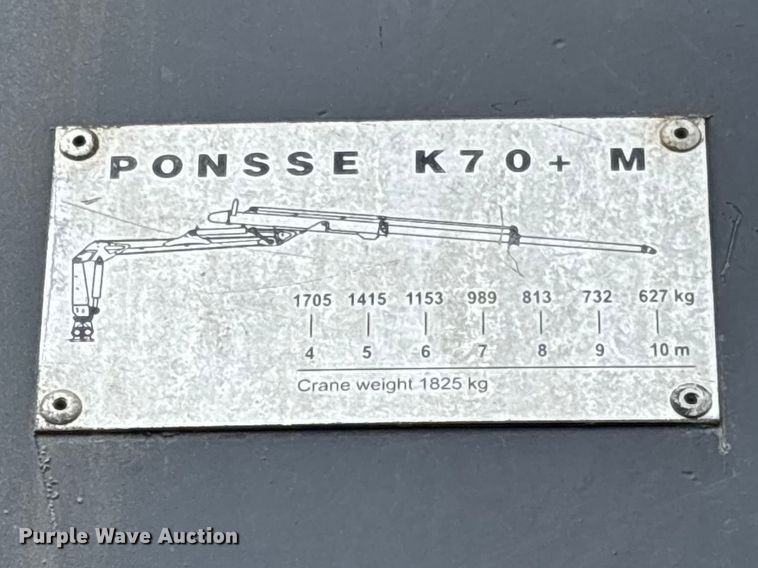 PONSSE K70+ M
1705 1415 1153 989 813 732 627 kg
4 5 6 7 8 9 10 m
Crane weight 1825 kg
Purple Wave Auction